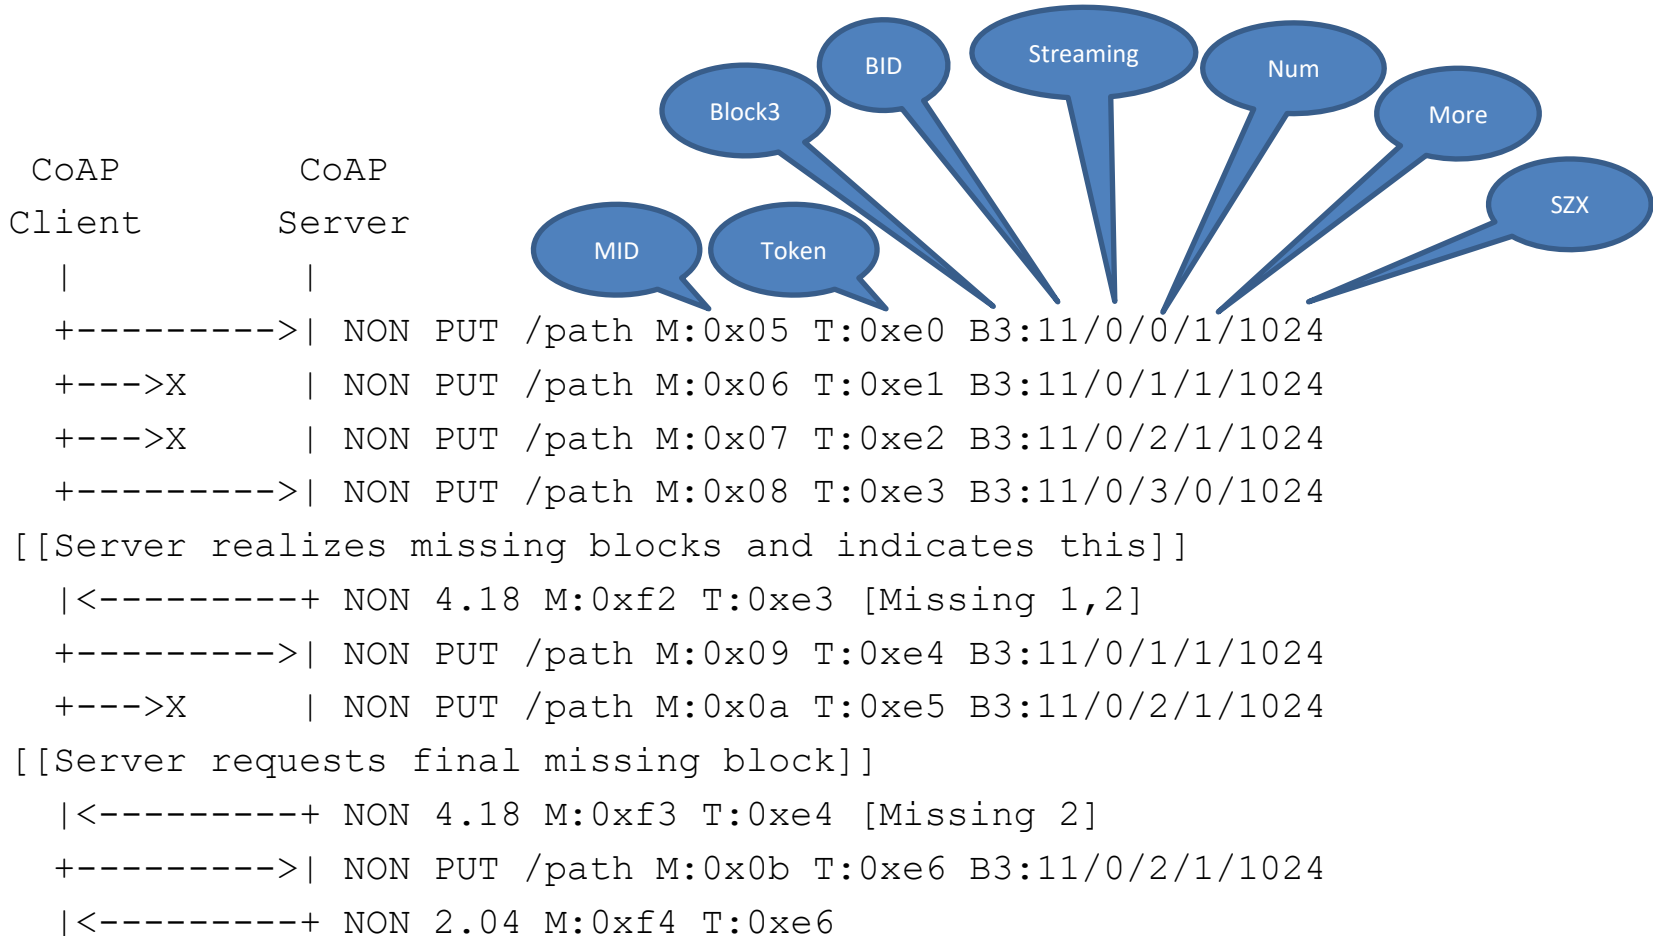 Streaming
BID
Num
Block3
More
CoAP CoAP
SZX
Client Server
MID
Token
| |
+--------->| NON PUT /path M:0x05 T:0xe0 B3:11/0/0/1/1024
+--->X | NON PUT /path M:0x06 T:0xe1 B3:11/0/1/1/1024
+--->X | NON PUT /path M:0x07 T:0xe2 B3:11/0/2/1/1024
+--------->| NON PUT /path M:0x08 T:0xe3 B3:11/0/3/0/1024
[[Server realizes missing blocks and indicates this]]
|<---------+ NON 4.18 M:0xf2 T:0xe3 [Missing 1,2]
+--------->| NON PUT /path M:0x09 T:0xe4 B3:11/0/1/1/1024
+--->X | NON PUT /path M:0x0a T:0xe5 B3:11/0/2/1/1024
[[Server requests final missing block]]
|<---------+ NON 4.18 M:0xf3 T:0xe4 [Missing 2]
+--------->| NON PUT /path M:0x0b T:0xe6 B3:11/0/2/1/1024
|<---------+ NON 2.04 M:0xf4 T:0xe6